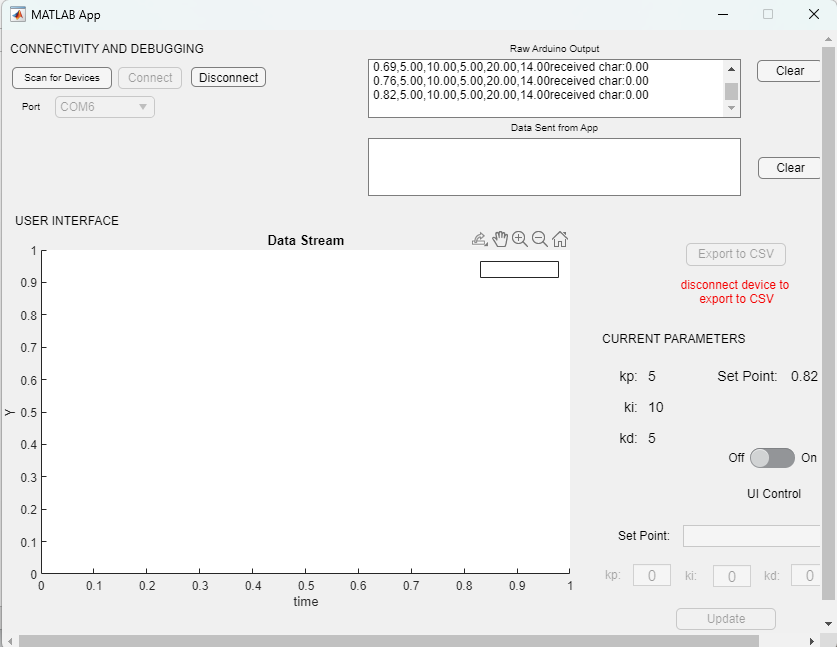 MATLAB App
CONNECTIVITY AND DEBUGGING
Scan for Devices
Connect
Disconnect
Port
COM6
Raw Arduino Output
0.69,5.00,10.00,5.00,20.00,14.00received char:0.00
0.76,5.00,10.00,5.00,20.00,14.00received char:0.00
0.82,5.00,10.00,5.00,20.00,14.00received char:0.00
Clear
Data Sent from App
Clear
USER INTERFACE
Data Stream
1
0.9
0.8
0.7
0.6
0.5
0.4
0.3
0.2
0.1
0
Y
0 0.1 0.2 0.3 0.4 0.5 0.6 0.7 0.8 0.9 1
time
Export to CSV
disconnect device to
export to CSV
CURRENT PARAMETERS
kp: 5
Set Point: 0.82
ki: 10
kd: 5
Off
On
UI Control
Set Point:
kp: 0 ki: 0 kd: 0
Update